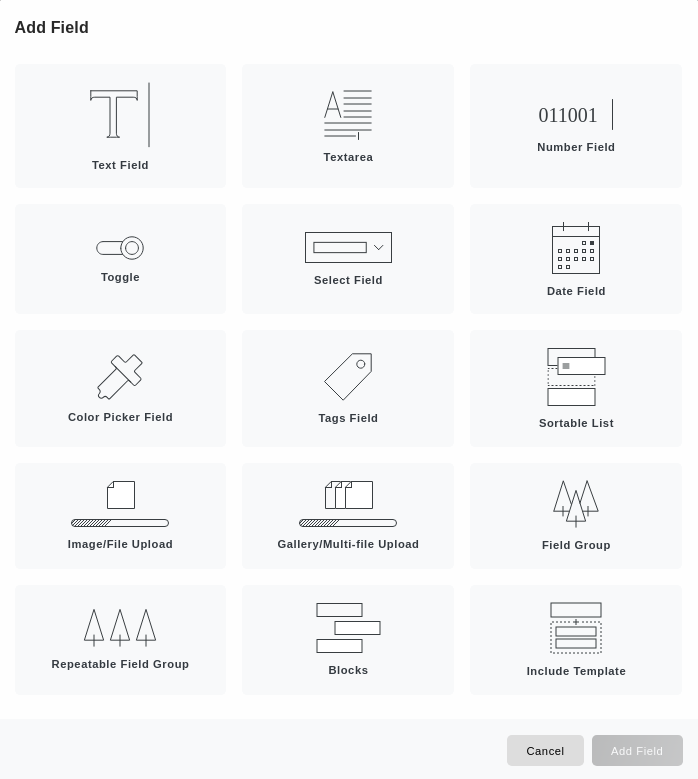 Add Field
Text Field
Textarea
011001
Number Field
Toggle
Select Field
Date Field
Color Picker Field
Tags Field
Sortable List
Image/File Upload
Gallery/Multi-file Upload
Field Group
Repeatable Field Group
Blocks
Include Template
Cancel
Add Field